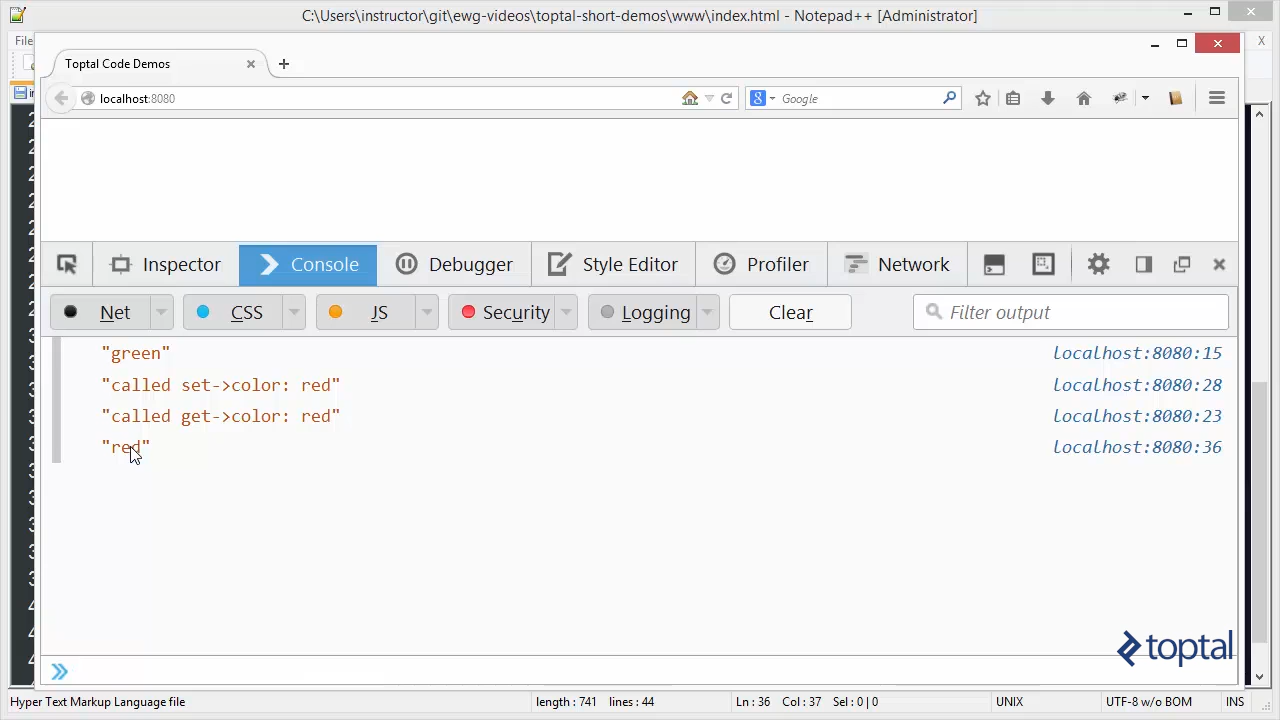 C:\Users\instructor\git\ewg-videos\toptal-short-demos\www\index.html - Notepad++ [Administrator]
File
X
Toptal Code Demos
localhost:8080
Google
Inspector
Console
Debugger
Style Editor
Profiler
Network
Net
CSS
JS
Security
Logging
Clear
Filter output
"green" localhost:8080:15
"called set->color: red" localhost:8080:28
"called get->color: red" localhost:8080:23
"red" localhost:8080:36
toptal
Hyper Text Markup Language file length : 741 lines : 44 Ln : 36 Col : 37 Sel : 0 | 0 UNIX UTF-8 w/o BOM INS